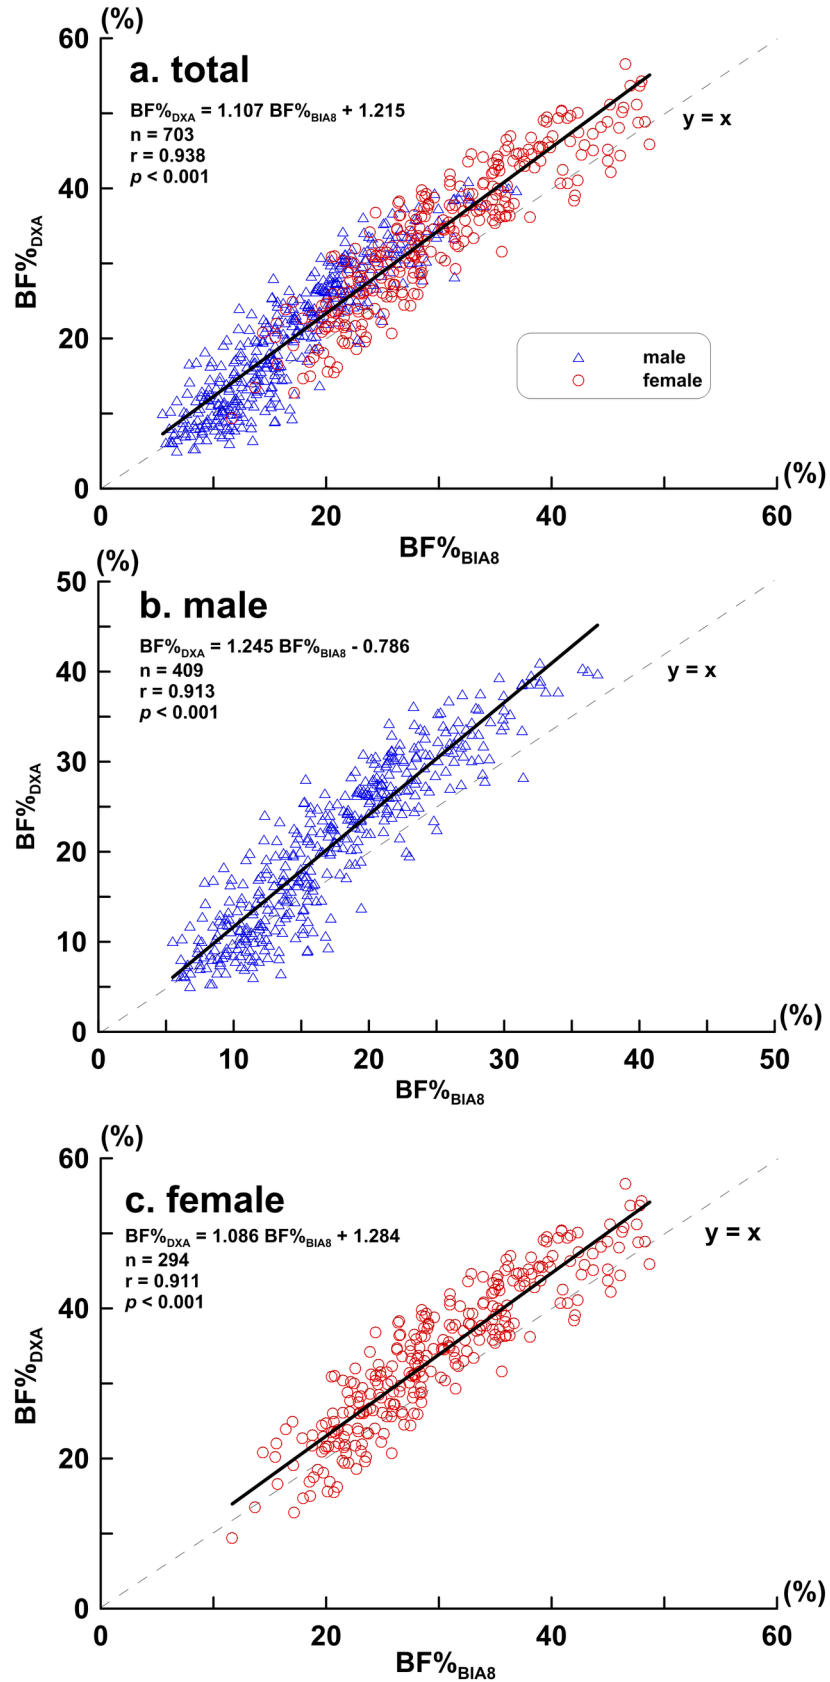 (%)
60
a. total
BF%DXA = 1.107 BF%BIA8 + 1.215
n = 703
r = 0.938
p < 0.001
y = x
40
BF%DXA
20
male
female
0
(%)
0 20 40 60
BF%BIA8
(%)
50
b. male
BF%DXA = 1.245 BF%BIA8 - 0.786
n = 409
r = 0.913
p < 0.001
y = x
40
30
BF%DXA
20
10
0
(%)
0 10 20 30 40 50
BF%BIA8
(%)
60
c. female
BF%DXA = 1.086 BF%BIA8 + 1.284
n = 294
r = 0.911
p < 0.001
y = x
40
BF%DXA
20
0
(%)
0 20 40 60
BF%BIA8